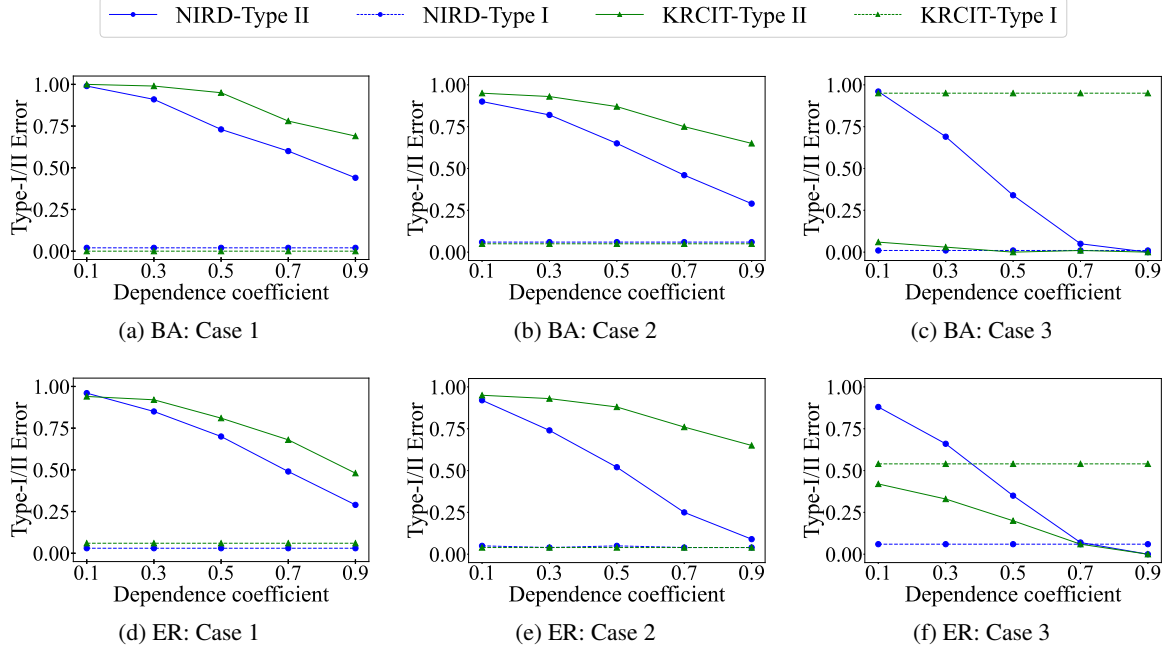 NIRD-Type II NIRD-Type I KRCIT-Type II KRCIT-Type I
Type-I/II Error
1.00
0.75
0.50
0.25
0.00
0.1 0.3 0.5 0.7 0.9
Dependence coefficient
(a) BA: Case 1
Type-I/II Error
1.00
0.75
0.50
0.25
0.00
0.1 0.3 0.5 0.7 0.9
Dependence coefficient
(b) BA: Case 2
Type-I/II Error
1.00
0.75
0.50
0.25
0.00
0.1 0.3 0.5 0.7 0.9
Dependence coefficient
(c) BA: Case 3
Type-I/II Error
1.00
0.75
0.50
0.25
0.00
0.1 0.3 0.5 0.7 0.9
Dependence coefficient
(d) ER: Case 1
Type-I/II Error
1.00
0.75
0.50
0.25
0.00
0.1 0.3 0.5 0.7 0.9
Dependence coefficient
(e) ER: Case 2
Type-I/II Error
1.00
0.75
0.50
0.25
0.00
0.1 0.3 0.5 0.7 0.9
Dependence coefficient
(f) ER: Case 3